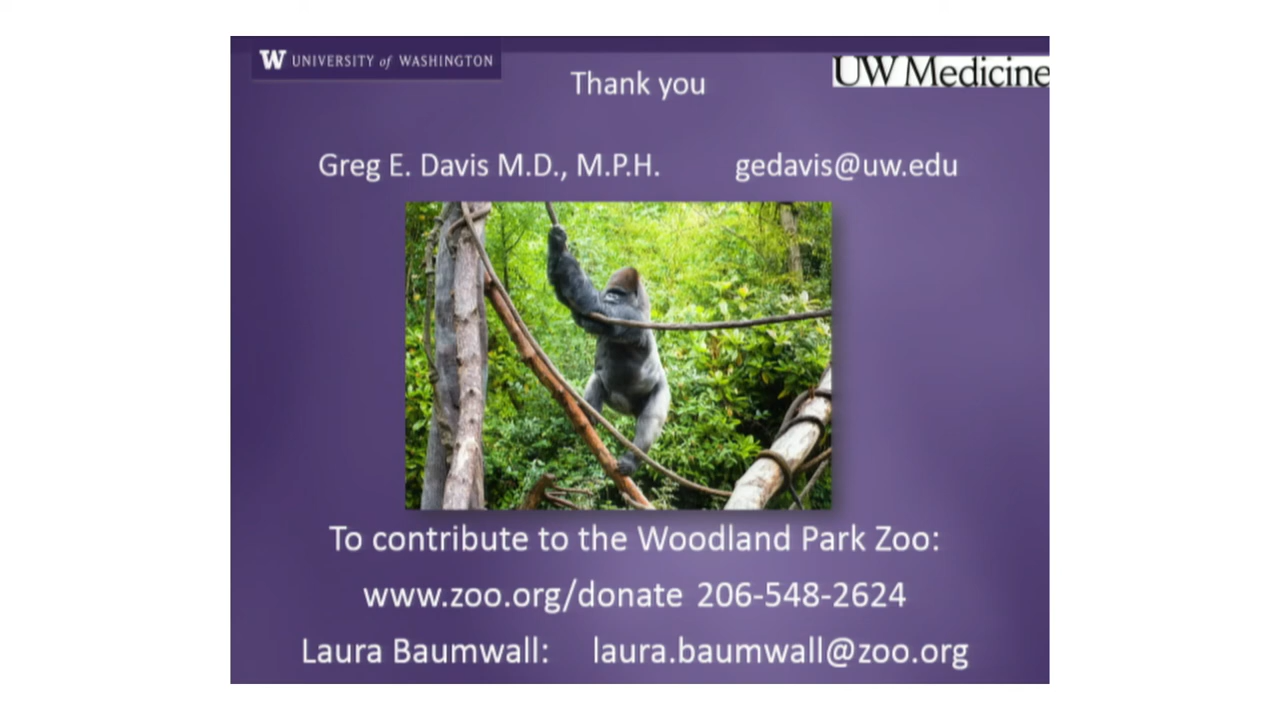 W UNIVERSITY of WASHINGTON
UW Medicine
Thank you
Greg E. Davis M.D., M.P.H. gedavis@uw.edu
To contribute to the Woodland Park Zoo:
www.zoo.org/donate 206-548-2624
Laura Baumwall: laura.baumwall@zoo.org